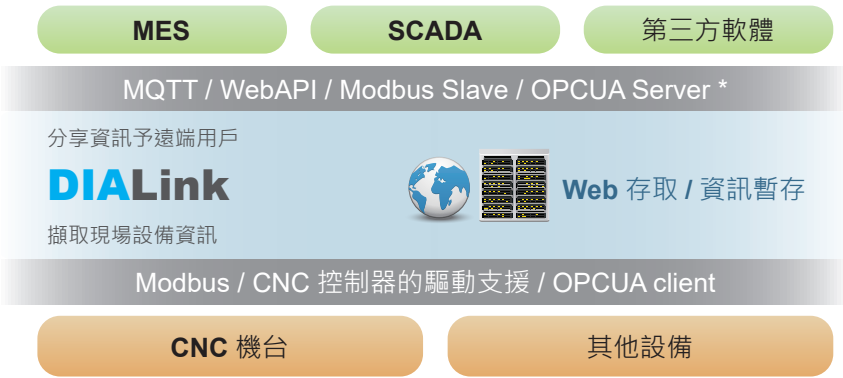 MES SCADA 第三方軟體
MQTT / WebAPI / Modbus Slave / OPCUA Server *
分享資訊予遠端用戶
DIALink
Web 存取 / 資訊暫存
擷取現場設備資訊
Modbus / CNC 控制器的驅動支援 / OPCUA client
CNC 機台 其他設備